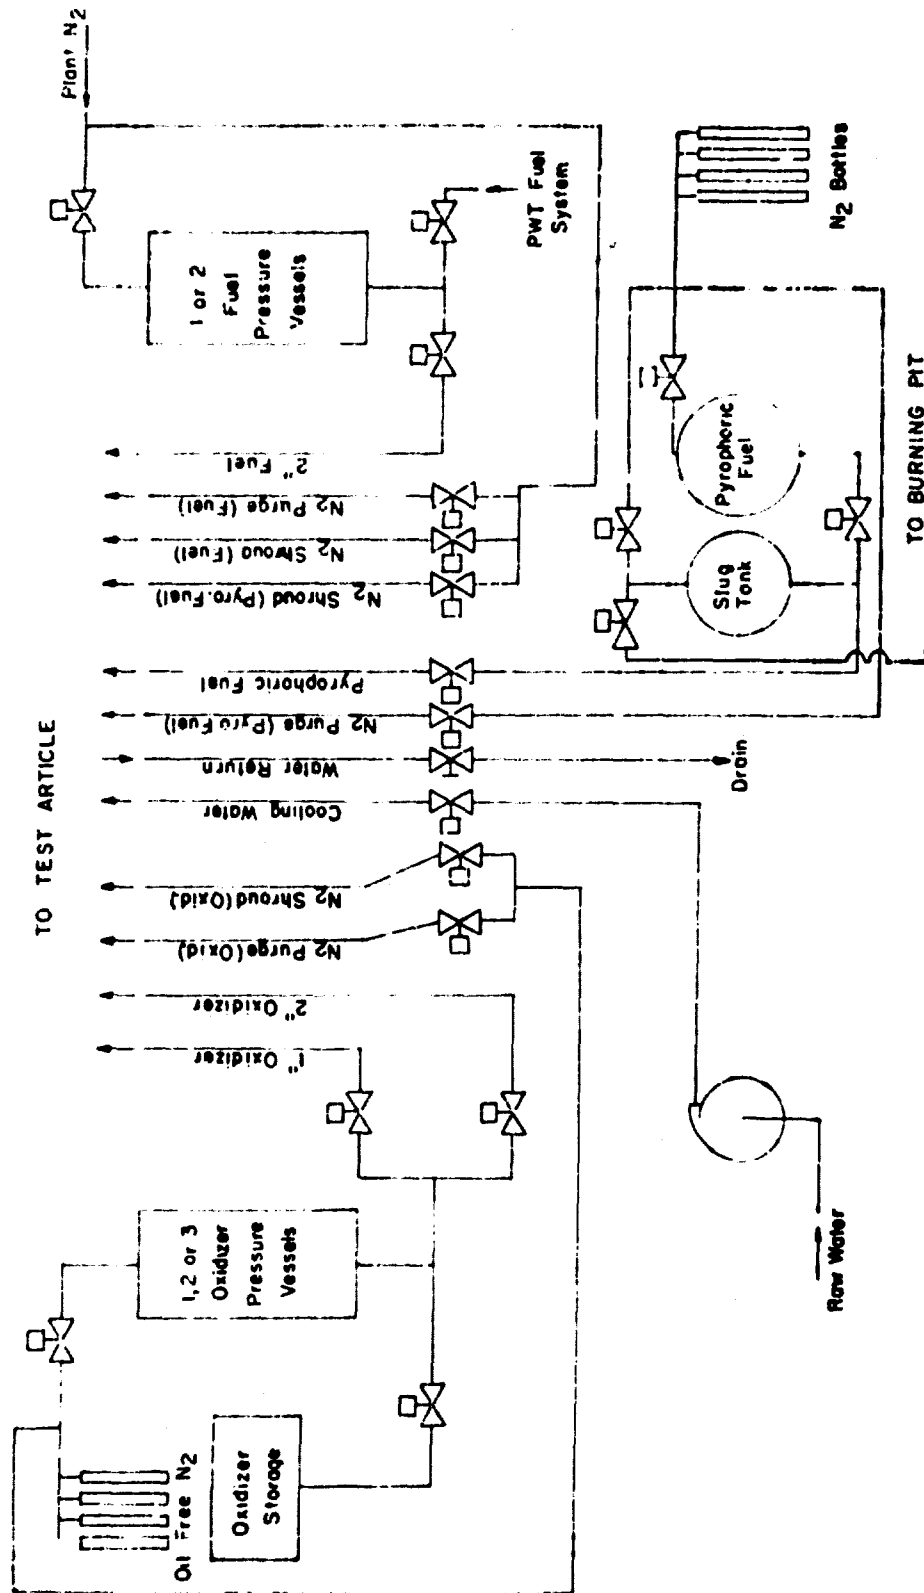 TO TEST ARTICLE
1" Oxidizer
2" Oxidizer
N2 Purge (Oxid.)
N2 Shroud (Oxid.)
Cooling Water
Water Return
N2 Purge (Pyro.Fuel)
Pyrophoric Fuel
N2 Shroud (Pyro.Fuel)
N2 Shroud (Fuel)
N2 Purge (Fuel)
2" Fuel
Plant N2
Oil Free N2
1, 2 or 3
Oxidizer
Pressure
Vessels
Oxidizer
Storage
1 or 2
Fuel
Pressure
Vessels
PWT Fuel
System
Raw Water
Drain
Slug
Tank
Pyrophoric
Fuel
N2 Bottles
TO BURNING PIT